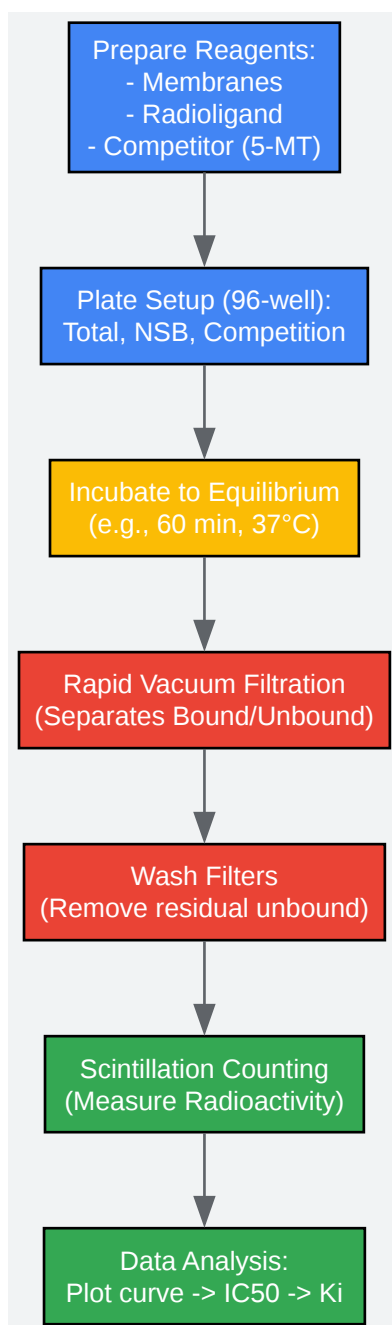 Prepare Reagents:
- Membranes
- Radioligand
- Competitor (5-MT)
Plate Setup (96-well):
Total, NSB, Competition
Incubate to Equilibrium
(e.g., 60 min, 37°C)
Rapid Vacuum Filtration
(Separates Bound/Unbound)
Wash Filters
(Remove residual unbound)
Scintillation Counting
(Measure Radioactivity)
Data Analysis:
Plot curve -> IC50 -> Ki